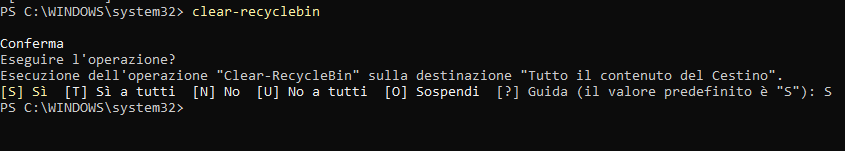 PS C:\WINDOWS\system32> clear-recyclebin
Conferma
Eseguire l'operazione?
Esecuzione dell'operazione "Clear-RecycleBin" sulla destinazione "Tutto il contenuto del Cestino".
[S] Sì  [T] Sì a tutti  [N] No  [U] No a tutti  [O] Sospendi  [?] Guida (il valore predefinito è "S"): S
PS C:\WINDOWS\system32>